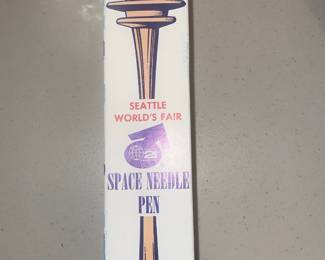 SEATTLE
WORLD'S FAIR
21
SPACE NEEDLE
PEN